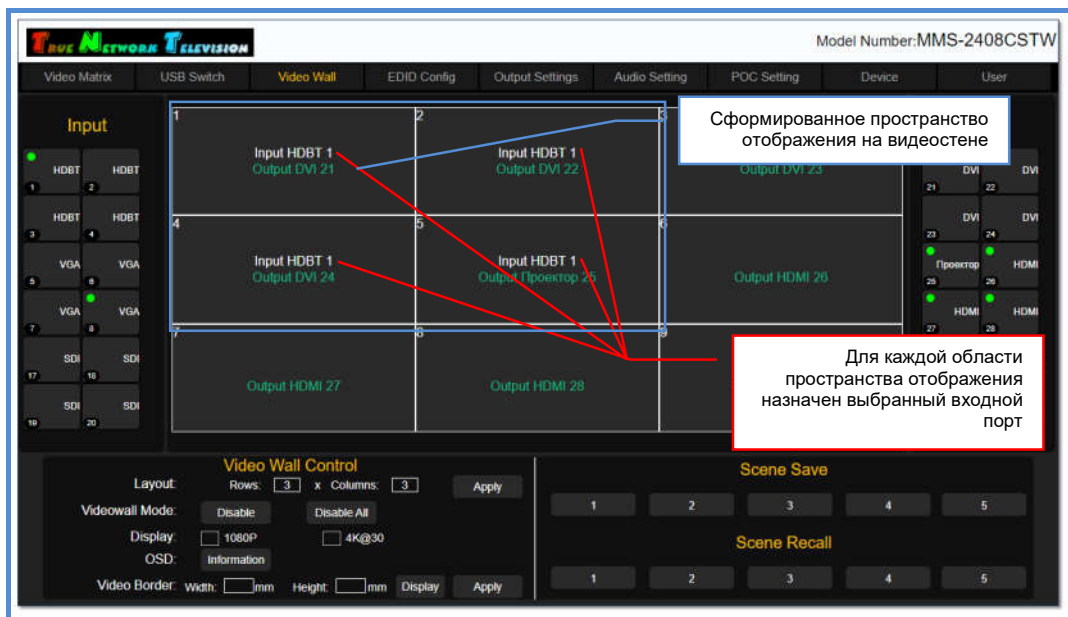 True Network Television
Model Number:MMS-2408CSTW
Video Matrix USB Switch Video Wall EDID Config Output Settings Audio Setting POC Setting Device User
Input
HDBT HDBT
1 2
HDBT HDBT
3 4
VGA VGA
5 6
VGA VGA
7 8
SDI SDI
17 18
SDI SDI
19 20
1 2 3
Input HDBT 1 Input HDBT 1
Output DVI 21 Output DVI 22 Output DVI 23
4 5 6
Input HDBT 1 Input HDBT 1
Output DVI 24 Output Проектор 25 Output HDMI 26
7 8 9
Output HDMI 27 Output HDMI 28
Сформированное пространство
отображения на видеостене
Для каждой области
пространства отображения
назначен выбранный входной
порт
DVI DVI
21 22
DVI DVI
23 24
Проектор HDMI
25 26
HDMI HDMI
27 28
Video Wall Control
Layout: Rows: 3 x Columns: 3 Apply
Videowall Mode: Disable Disable All
Display: 1080P 4K@30
OSD: Information
Video Border: Width: mm Height: mm Display Apply
Scene Save
1 2 3 4 5
Scene Recall
1 2 3 4 5